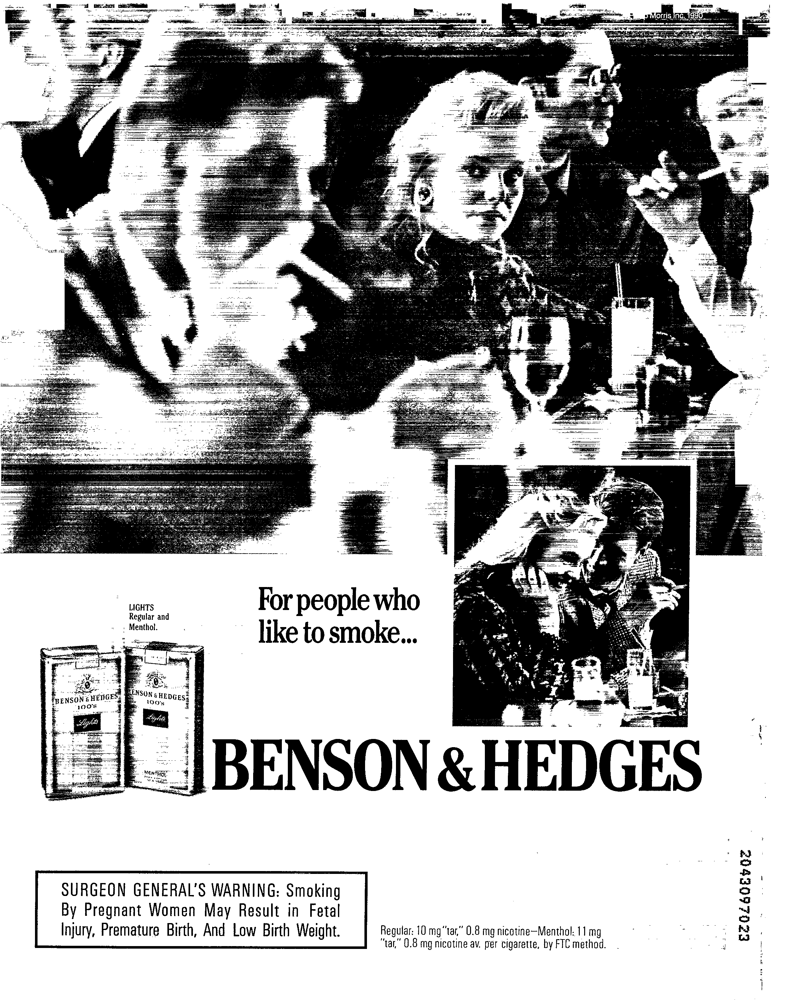 Morris Inc. 1990
For people who
like to smoke...
LIGHTS
Regular and
Menthol.
BENSON & HEDGES
100's
Lights
BENSON & HEDGES
100's
Lights
MENTHOL
BENSON & HEDGES
SURGEON GENERAL'S WARNING: Smoking
By Pregnant Women May Result in Fetal
Injury, Premature Birth, And Low Birth Weight.
Regular: 10 mg "tar," 0.8 mg nicotine—Menthol: 11 mg
"tar," 0.8 mg nicotine av. per cigarette, by FTC method.
2043097023